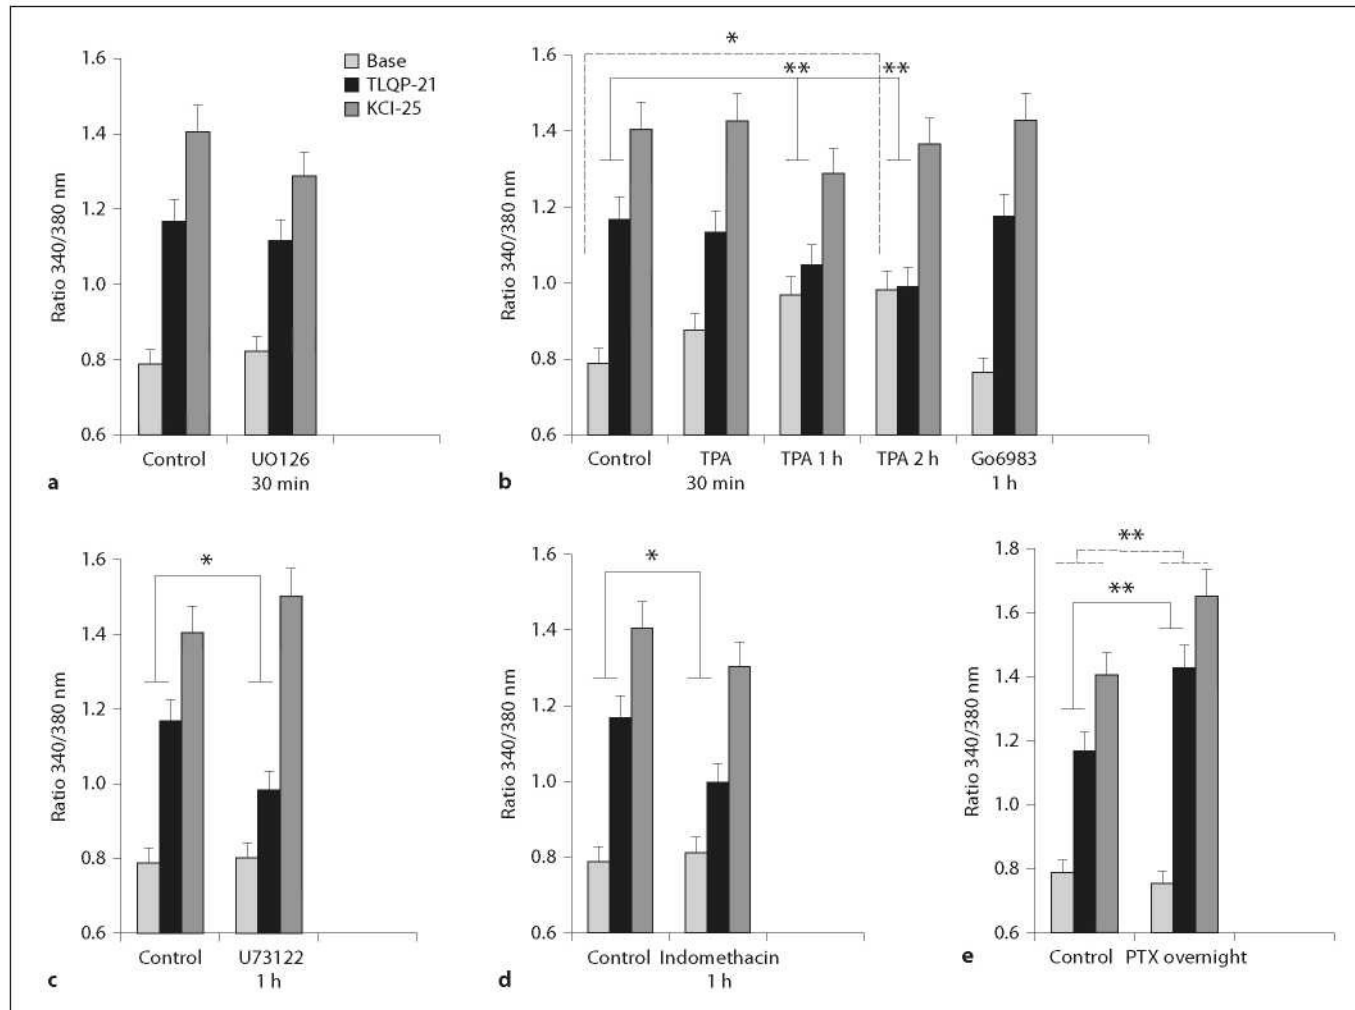 1.6
1.4
1.2
1.0
0.8
0.6
Ratio 340/380 nm
Base
TLQP-21
KCl-25
Control
UO126
30 min
a
1.6
1.4
1.2
1.0
0.8
0.6
Ratio 340/380 nm
*
**
**
Control
TPA
30 min
TPA 1 h
TPA 2 h
Go6983
1 h
b
1.6
1.4
1.2
1.0
0.8
0.6
Ratio 340/380 nm
*
Control
U73122
1 h
c
1.6
1.4
1.2
1.0
0.8
0.6
Ratio 340/380 nm
*
Control
Indomethacin
1 h
d
1.8
1.6
1.4
1.2
1.0
0.8
0.6
Ratio 340/380 nm
**
**
Control
PTX overnight
e